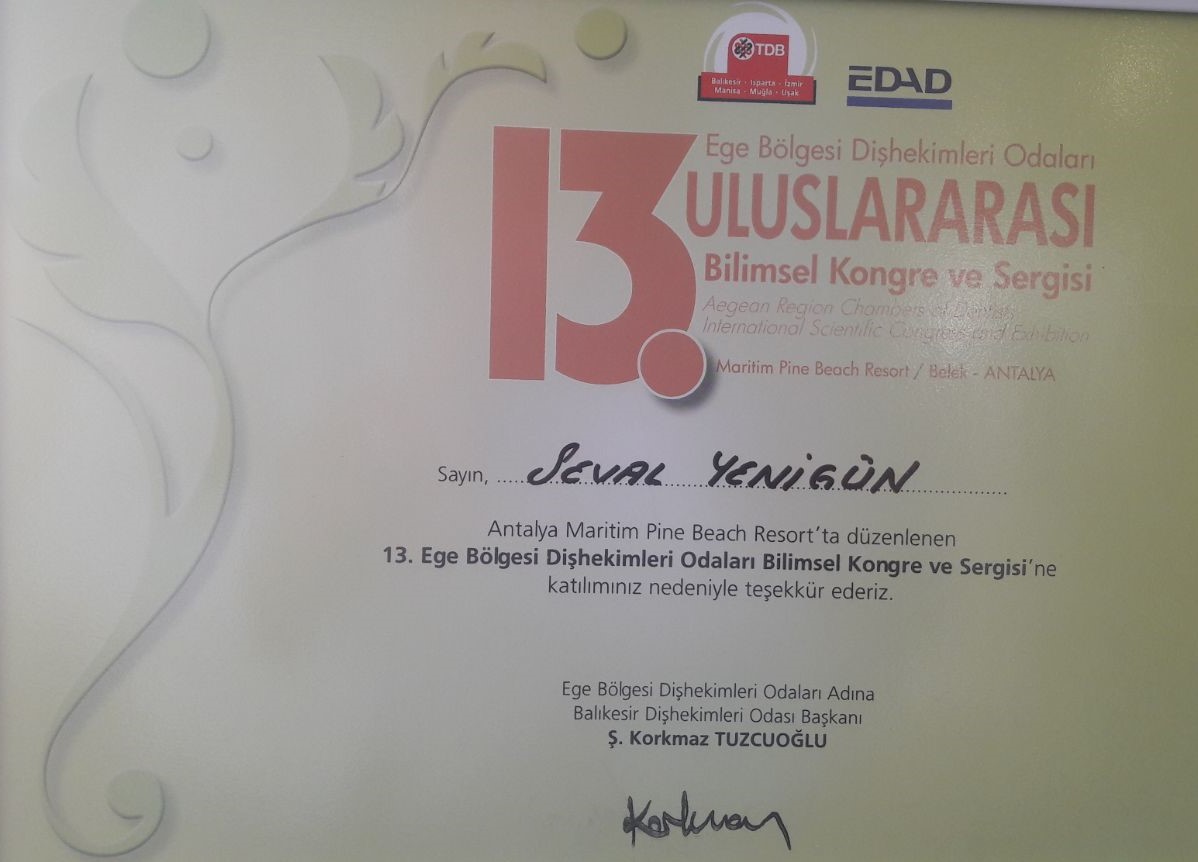 TDB
Balıkesir - Isparta - İzmir
Manisa - Muğla - Uşak
EDAD
13.
Ege Bölgesi Dişhekimleri Odaları
ULUSLARARASI
Bilimsel Kongre ve Sergisi
Aegean Region Chambers of Dentists
International Scientific Congress and Exhibition
Maritim Pine Beach Resort / Belek - ANTALYA
Sayın, ..... SEVAL YENİGÜN
Antalya Maritim Pine Beach Resort'ta düzenlenen
13. Ege Bölgesi Dişhekimleri Odaları Bilimsel Kongre ve Sergisi'ne
katılımınız nedeniyle teşekkür ederiz.
Ege Bölgesi Dişhekimleri Odaları Adına
Balıkesir Dişhekimleri Odası Başkanı
Ş. Korkmaz TUZCUOĞLU
Korkmaz